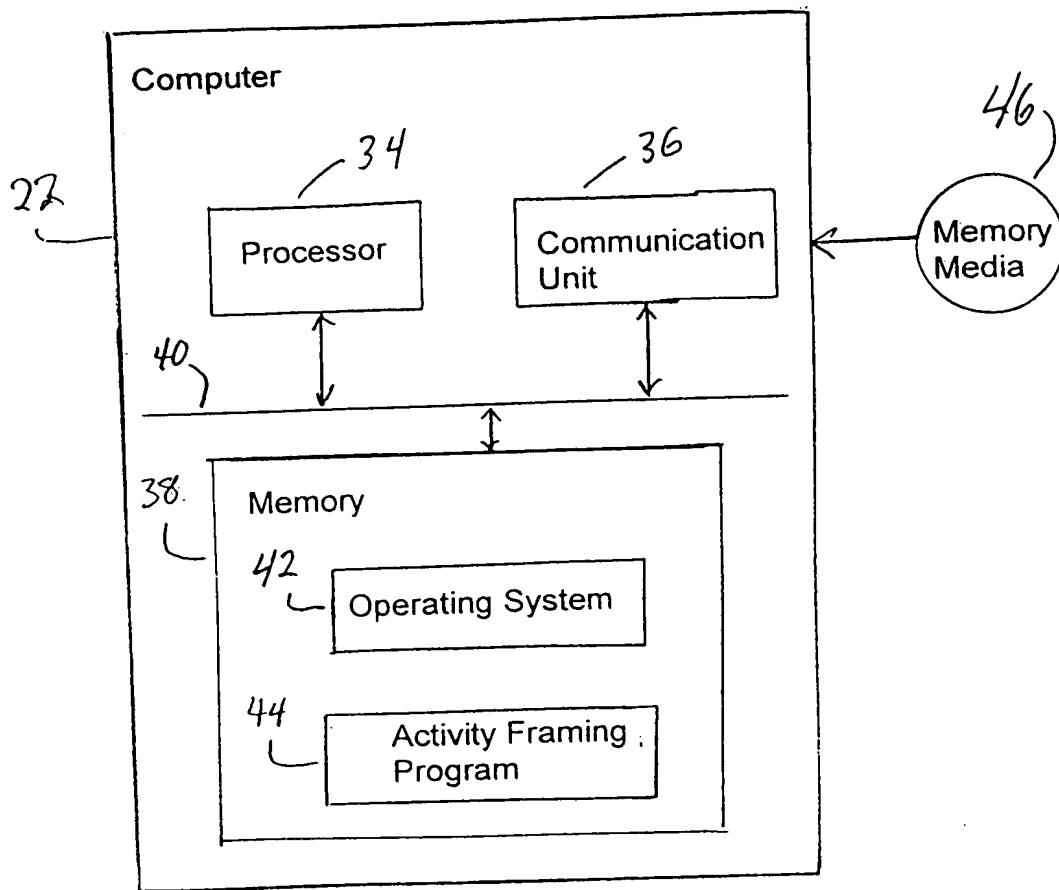 Computer
46
34
36
22
Processor
Communication
Unit
Memory
Media
40
38
Memory
42
Operating System
44
Activity Framing
Program